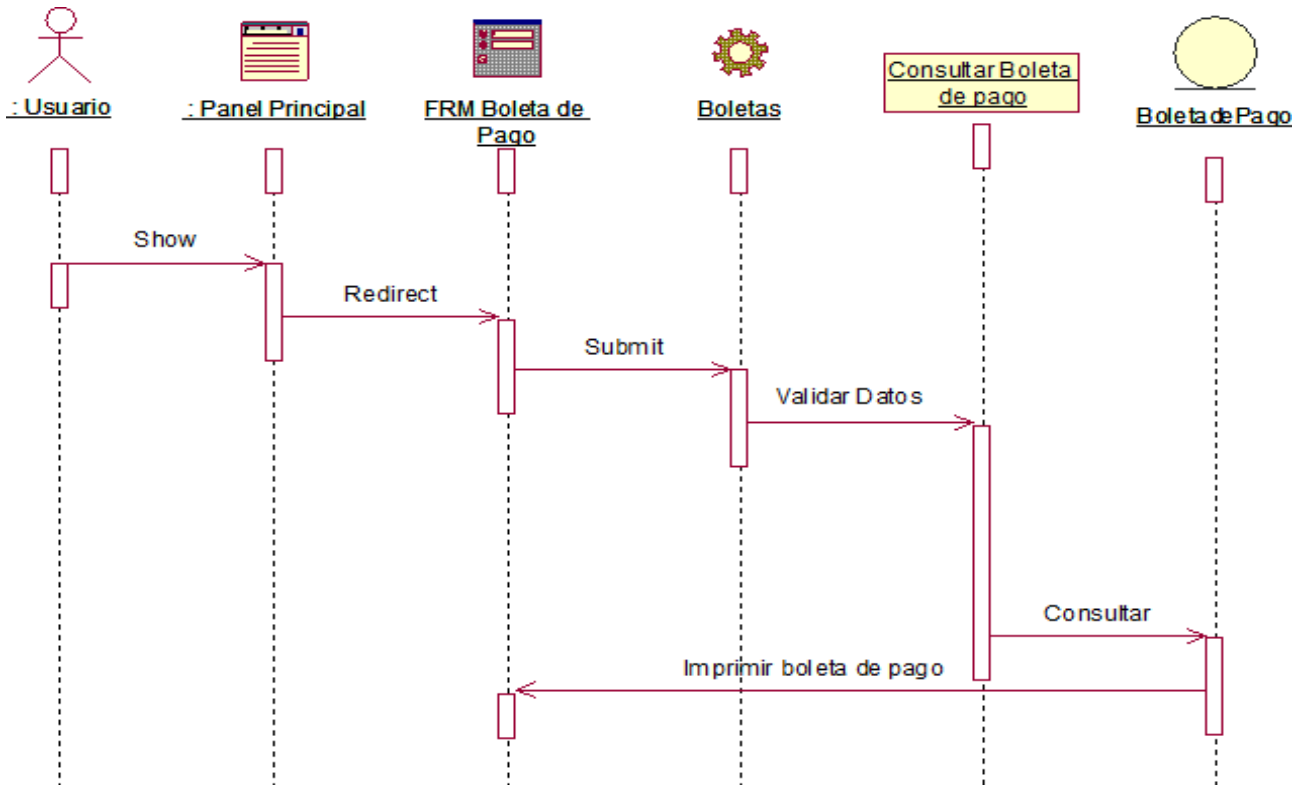 : Usuario
: Panel Principal
FRM Boleta de
Pago
Boletas
Consultar Boleta
de pago
BoletadePago
Show
Redirect
Submit
Validar Datos
Consultar
Imprimir boleta de pago